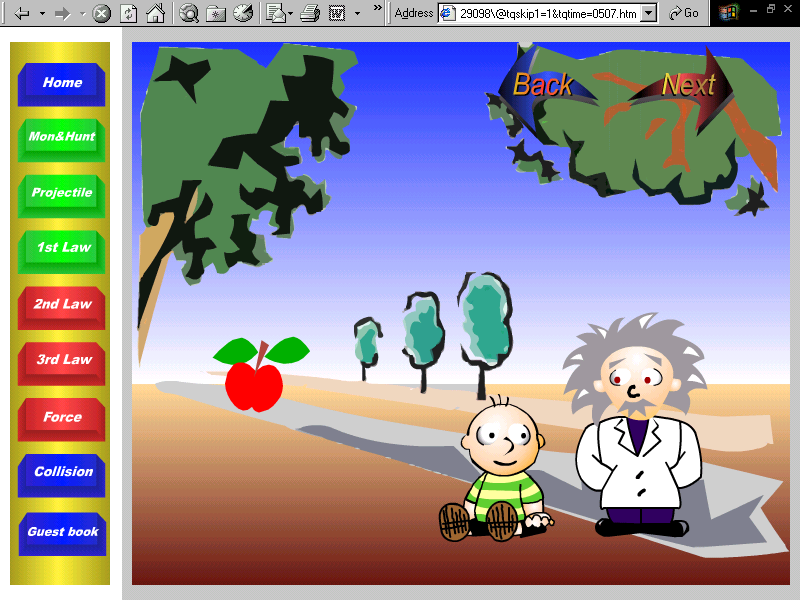 Address
29098\@tqskip1=1&tqtime=0507.htm
Go
Home
Mon&Hunt
Projectile
1st Law
2nd Law
3rd Law
Force
Collision
Guest book
Back
Next